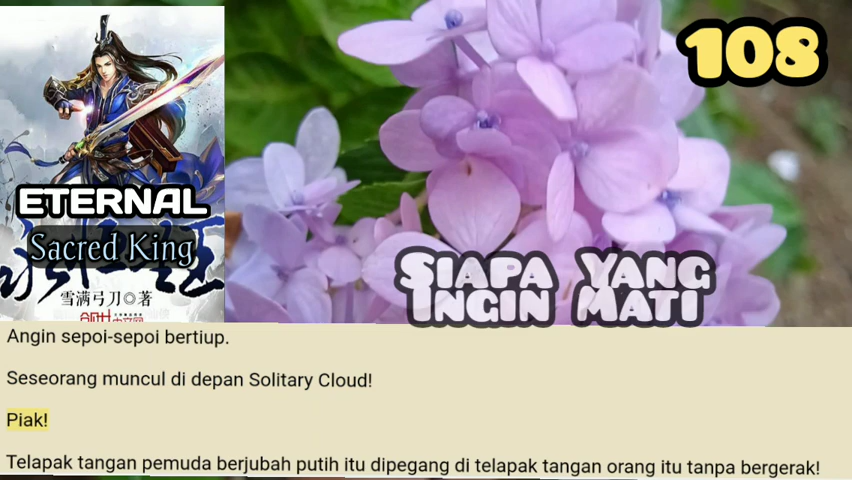 108
ETERNAL
Sacred King
雪满弓刀◎著
SIAPA YANG
INGIN MATI
Angin sepoi-sepoi bertiup.
Seseorang muncul di depan Solitary Cloud!
Piak!
Telapak tangan pemuda berjubah putih itu dipegang di telapak tangan orang itu tanpa bergerak!